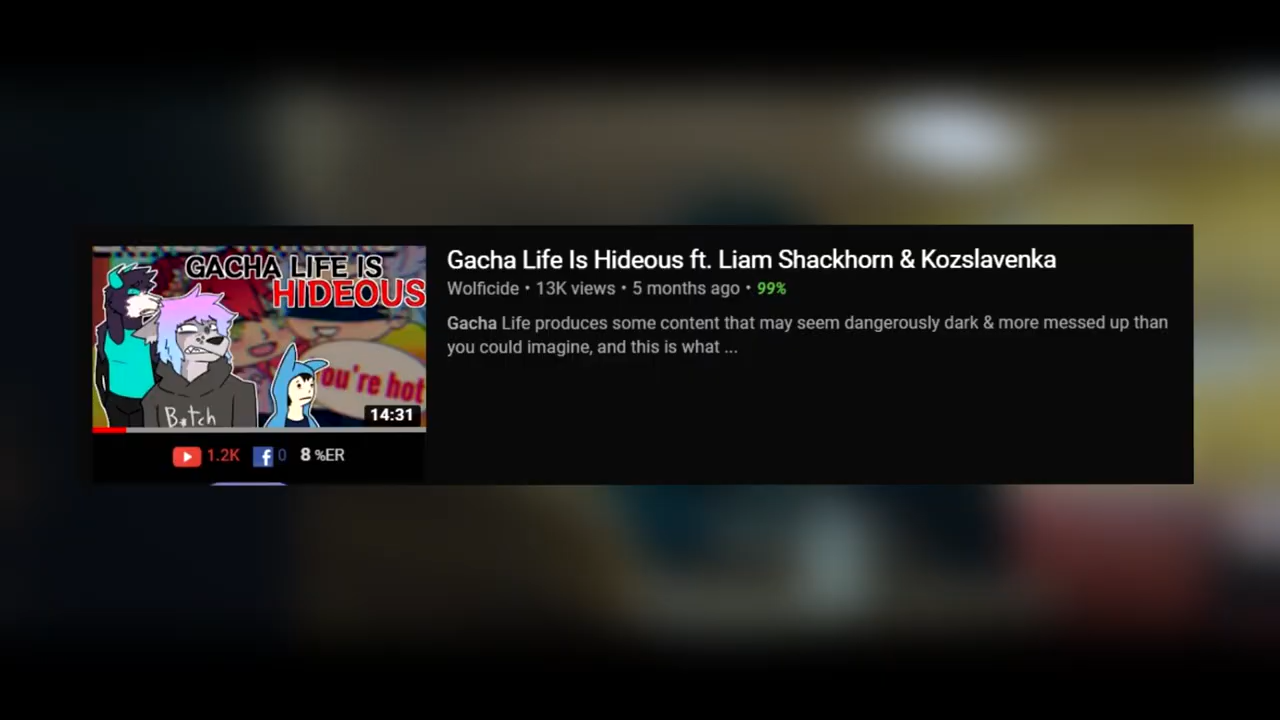 GACHA LIFE IS
HIDEOUS
ou're hot
B*tch
14:31
1.2K
0
8 %ER
Gacha Life Is Hideous ft. Liam Shackhorn & Kozslavenka
Wolficide • 13K views • 5 months ago • 99%
Gacha Life produces some content that may seem dangerously dark & more messed up than
you could imagine, and this is what ...